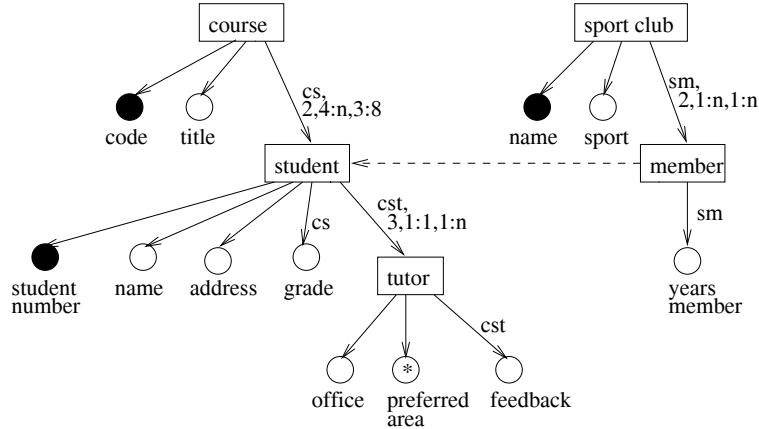 course
sport club
cs,
2,4:n,3:8
sm,
2,1:n,1:n
code
title
name
sport
student
member
cs
cst,
3,1:1,1:n
sm
student
number
name
address
grade
tutor
years
member
cst
*
office
preferred
area
feedback